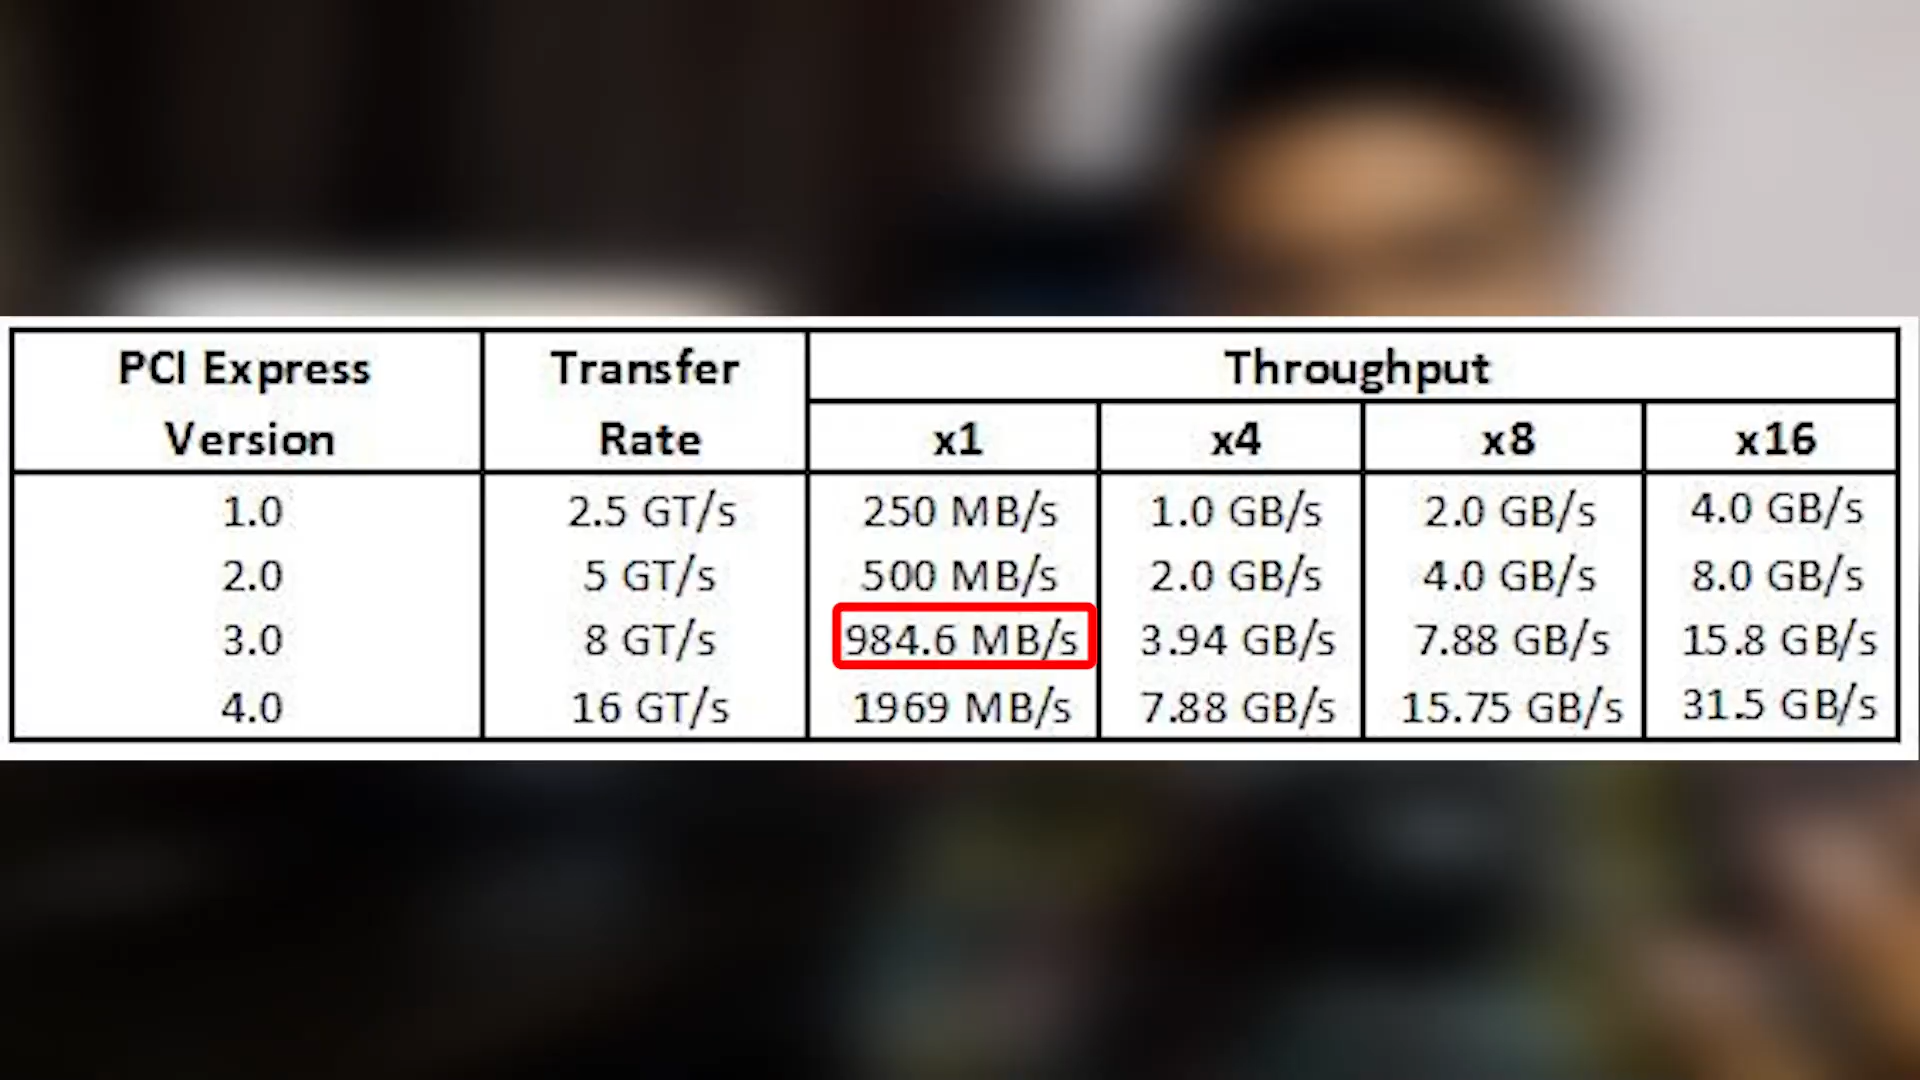 PCI Express Version Transfer Rate Throughput
x1 x4 x8 x16
1.0 2.5 GT/s 250 MB/s 1.0 GB/s 2.0 GB/s 4.0 GB/s
2.0 5 GT/s 500 MB/s 2.0 GB/s 4.0 GB/s 8.0 GB/s
3.0 8 GT/s 984.6 MB/s 3.94 GB/s 7.88 GB/s 15.8 GB/s
4.0 16 GT/s 1969 MB/s 7.88 GB/s 15.75 GB/s 31.5 GB/s